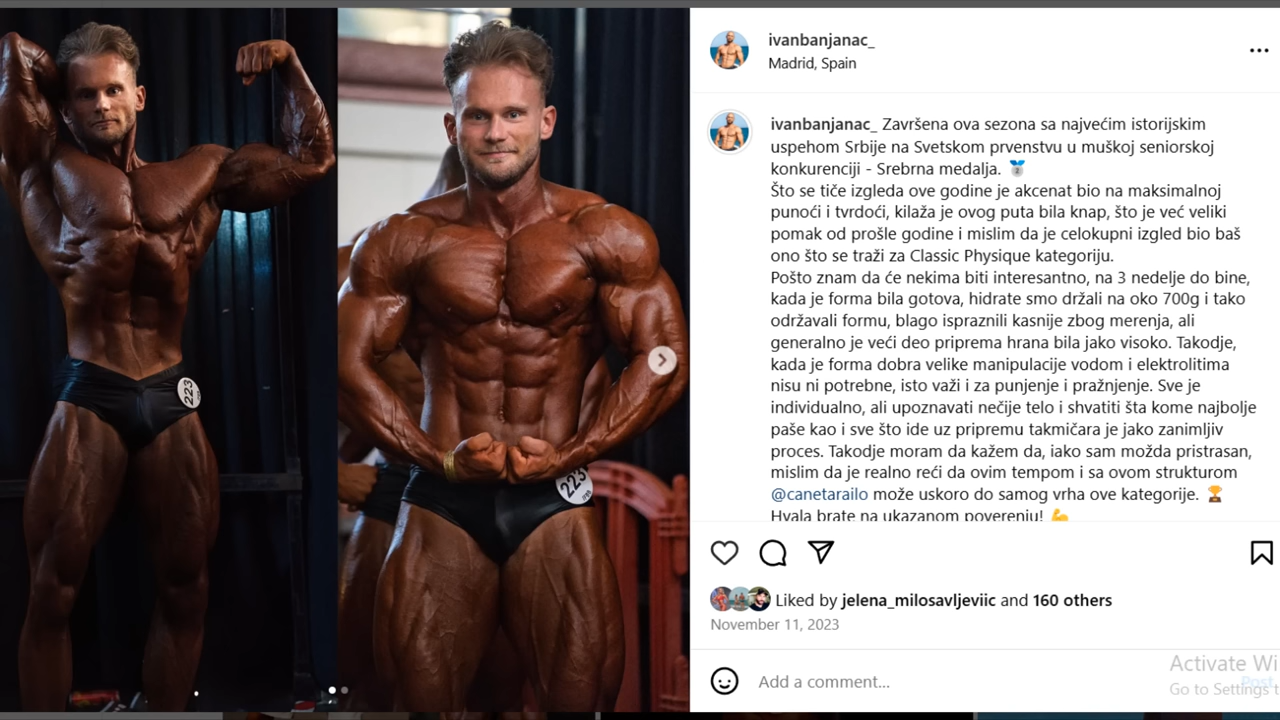 ivanbanjanac_
Madrid, Spain
ivanbanjanac_ Završena ova sezona sa najvećim istorijskim
uspehom Srbije na Svetskom prvenstvu u muškoj seniorskoj
konkurenciji - Srebrna medalja. 🥈
Što se tiče izgleda ove godine je akcenat bio na maksimalnoj
punoći i tvrdoći, kilaža je ovog puta bila knap, što je već veliki
pomak od prošle godine i mislim da je celokupni izgled bio baš
ono što se traži za Classic Physique kategoriju.
Pošto znam da će nekima biti interesantno, na 3 nedelje do bine,
kada je forma bila gotova, hidrate smo držali na oko 700g i tako
održavali formu, blago ispraznili kasnije zbog merenja, ali
generalno je veći deo priprema hrana bila jako visoko. Takodje,
kada je forma dobra velike manipulacije vodom i elektrolitima
nisu ni potrebne, isto važi i za punjenje i pražnjenje. Sve je
individualno, ali upoznavati nečije telo i shvatiti šta kome najbolje
paše kao i sve što ide uz pripremu takmičara je jako zanimljiv
proces. Takodje moram da kažem da, iako sam možda pristrasan,
mislim da je realno reći da ovim tempom i sa ovom strukturom
@canetarailo može uskoro do samog vrha ove kategorije. 🏆
Hvala brate na ukazanom poverenju! 💪
Liked by jelena_milosavljeviic and 160 others
November 11, 2023
Add a comment...
Post
Activate Wi
Go to Settings t
223
223